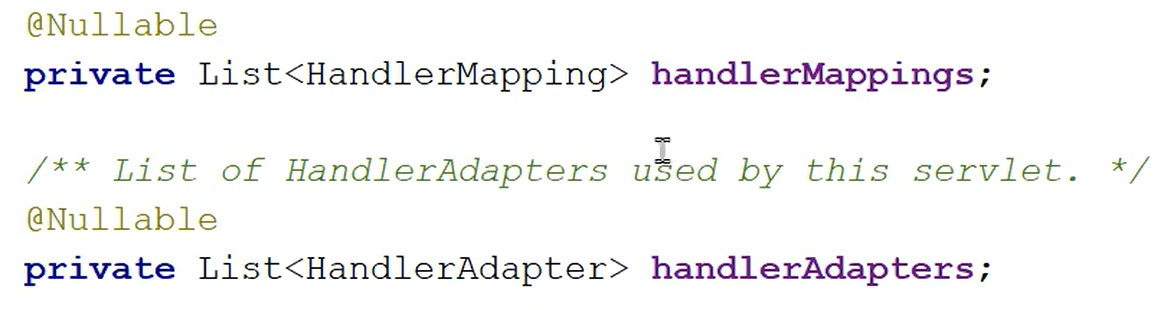 @Nullable
private List<HandlerMapping> handlerMappings;
/** List of HandlerAdapters used by this servlet. */
@Nullable
private List<HandlerAdapter> handlerAdapters;